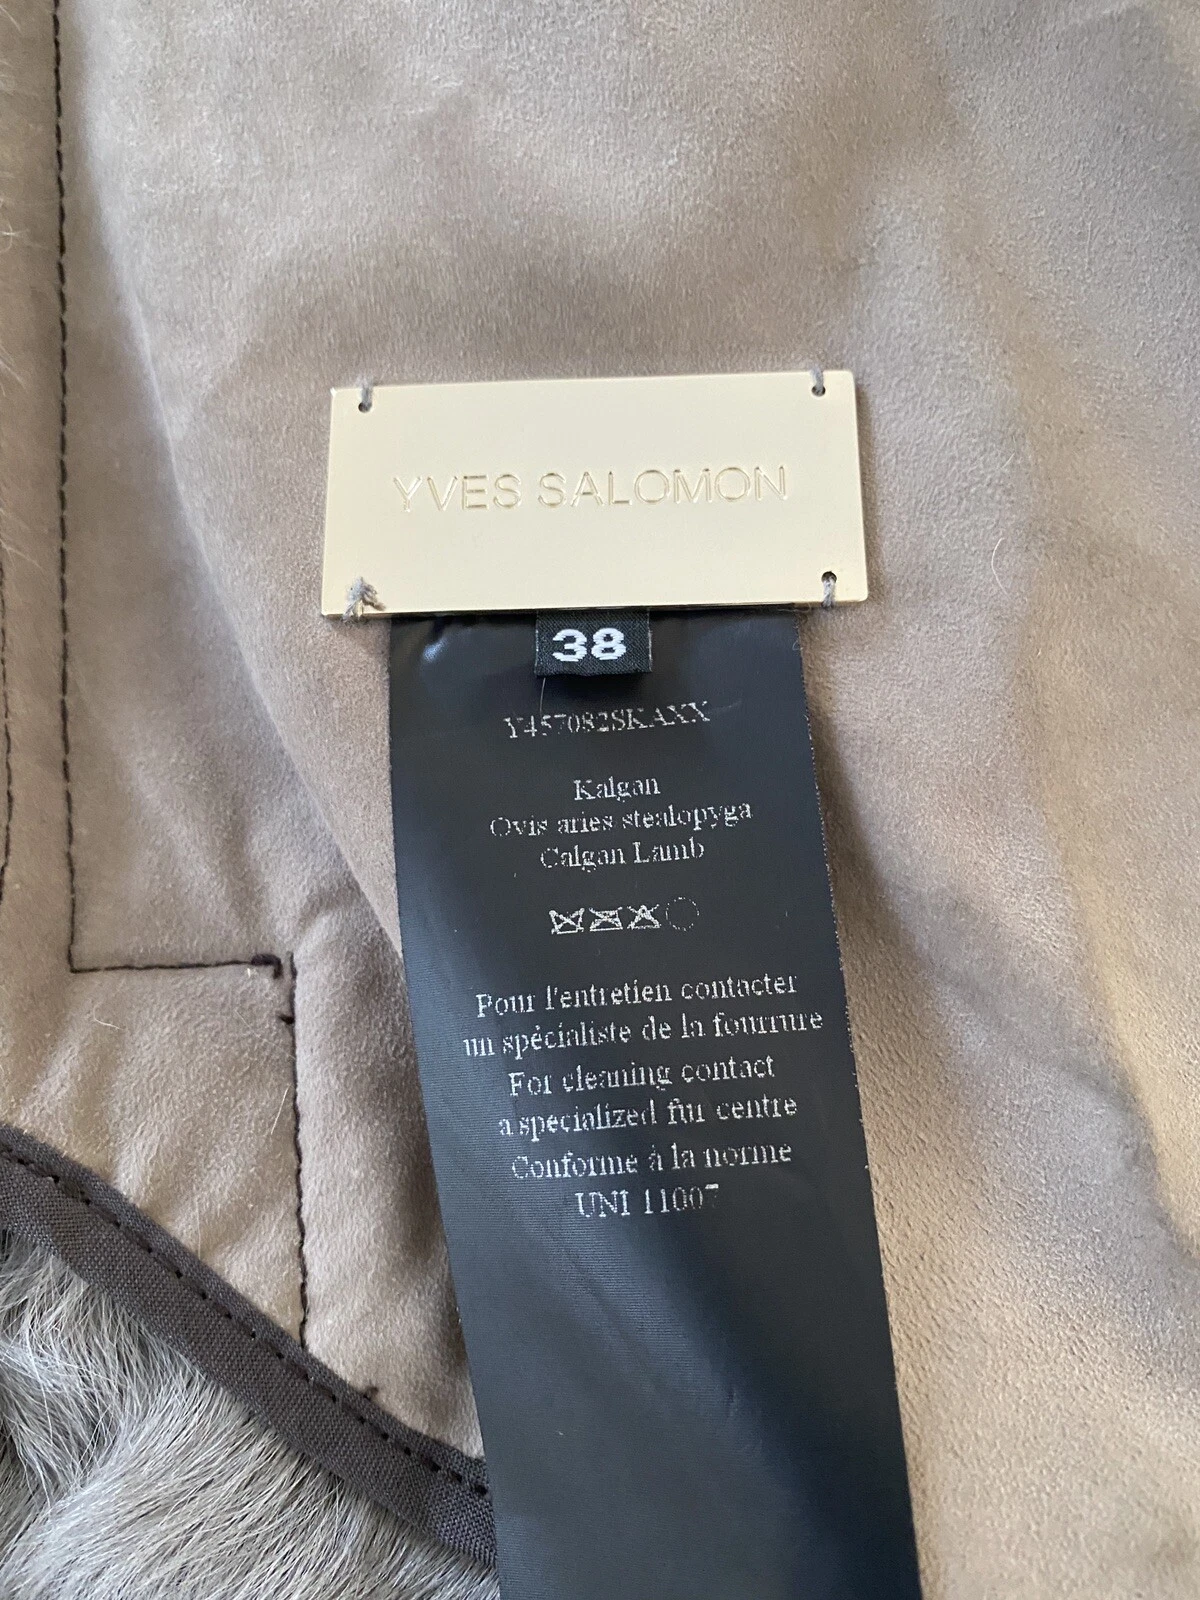 YVES SALOMON
38
Y457082SKAXX
Kalgan
Ovis aries stealopyga
Calgan Lamb
Pour l'entretien contacter
un spécialiste de la fourrure
For cleaning contact
a specialized fur centre
Conforme à la norme
UNI 11007